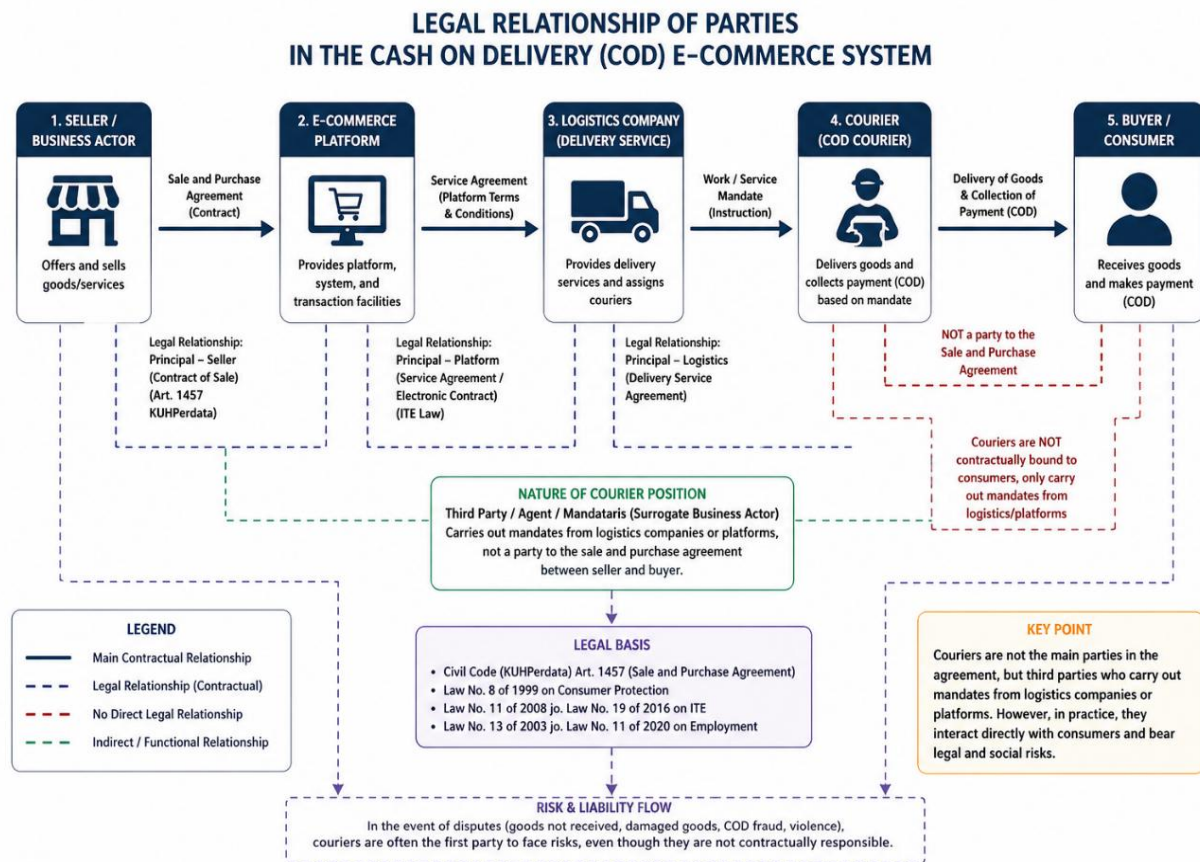 LEGAL RELATIONSHIP OF PARTIES
IN THE CASH ON DELIVERY (COD) E-COMMERCE SYSTEM
1. SELLER /
BUSINESS ACTOR
Offers and sells
goods/services
Sale and Purchase
Agreement
(Contract)
2. E-COMMERCE
PLATFORM
Provides platform,
system, and
transaction facilities
Service Agreement
(Platform Terms
& Conditions)
3. LOGISTICS COMPANY
(DELIVERY SERVICE)
Provides delivery
services and assigns
couriers
Work / Service
Mandate
(Instruction)
4. COURIER
(COD COURIER)
Delivers goods and
collects payment (COD)
based on mandate
Delivery of Goods
& Collection of
Payment (COD)
5. BUYER /
CONSUMER
Receives goods
and makes payment
(COD)
Legal Relationship:
Principal – Seller
(Contract of Sale)
(Art. 1457
KUHPerdata)
Legal Relationship:
Principal – Platform
(Service Agreement /
Electronic Contract)
(ITE Law)
Legal Relationship:
Principal – Logistics
(Delivery Service
Agreement)
NOT a party to the
Sale and Purchase
Agreement
Couriers are NOT
contractually bound to
consumers, only carry
out mandates from
logistics/platforms
NATURE OF COURIER POSITION
Third Party / Agent / Mandataris (Surrogate Business Actor)
Carries out mandates from logistics companies or platforms,
not a party to the sale and purchase agreement
between seller and buyer.
LEGEND
Main Contractual Relationship
Legal Relationship (Contractual)
No Direct Legal Relationship
Indirect / Functional Relationship
LEGAL BASIS
• Civil Code (KUHPerdata) Art. 1457 (Sale and Purchase Agreement)
• Law No. 8 of 1999 on Consumer Protection
• Law No. 11 of 2008 jo. Law No. 19 of 2016 on ITE
• Law No. 13 of 2003 jo. Law No. 11 of 2020 on Employment
KEY POINT
Couriers are not the main parties in the
agreement, but third parties who carry out
mandates from logistics companies or
platforms. However, in practice, they
interact directly with consumers and bear
legal and social risks.
RISK & LIABILITY FLOW
In the event of disputes (goods not received, damaged goods, COD fraud, violence),
couriers are often the first party to face risks, even though they are not contractually responsible.